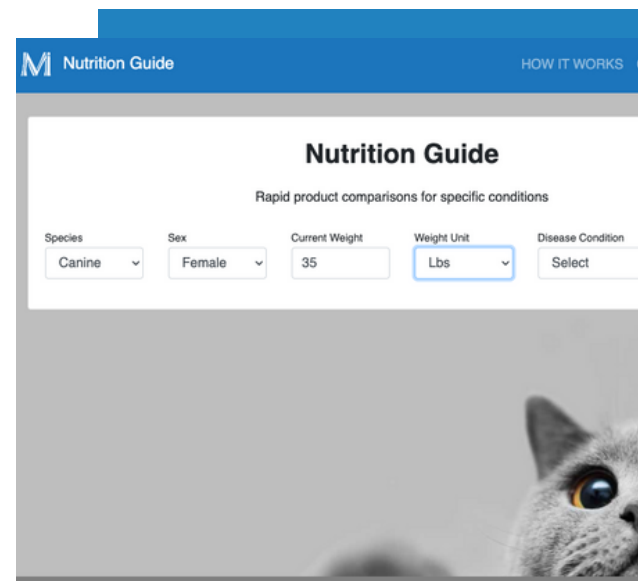 M Nutrition Guide HOW IT WORKS
Nutrition Guide
Rapid product comparisons for specific conditions
Species Sex Current Weight Weight Unit Disease Condition
Canine Female 35 Lbs Select